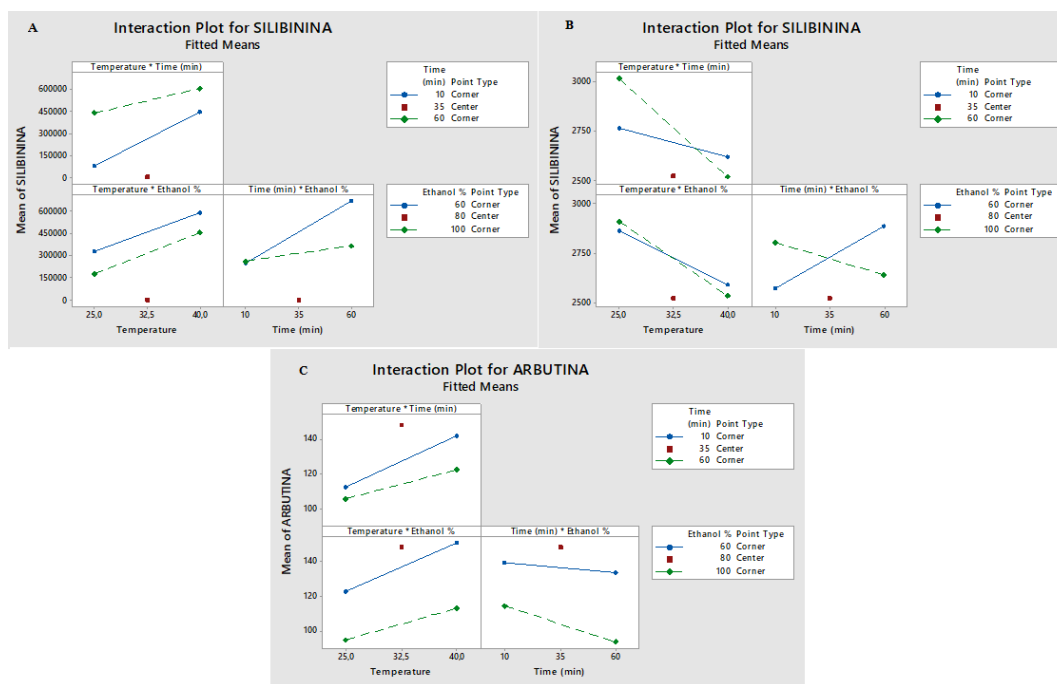 A
Interaction Plot for SILIBININA
Fitted Means
Temperature * Time (min)
600000
450000
300000
150000
0
Time
(min) Point Type
10 Corner
35 Center
60 Corner
Mean of SILIBININA
Temperature * Ethanol %
Time (min) * Ethanol %
600000
450000
300000
150000
0
Ethanol % Point Type
60 Corner
80 Center
100 Corner
25,0 32,5 40,0 10 35 60
Temperature Time (min)
B
Interaction Plot for SILIBININA
Fitted Means
Temperature * Time (min)
3000
2750
2500
Time
(min) Point Type
10 Corner
35 Center
60 Corner
Mean of SILIBININA
Temperature * Ethanol %
Time (min) * Ethanol %
3000
2750
2500
Ethanol % Point Type
60 Corner
80 Center
100 Corner
25,0 32,5 40,0 10 35 60
Temperature Time (min)
C
Interaction Plot for ARBUTINA
Fitted Means
Temperature * Time (min)
140
120
100
Time
(min) Point Type
10 Corner
35 Center
60 Corner
Mean of ARBUTINA
Temperature * Ethanol %
Time (min) * Ethanol %
140
100
Ethanol % Point Type
60 Corner
80 Center
100 Corner
25,0 32,5 40,0 10 35 60
Temperature Time (min)